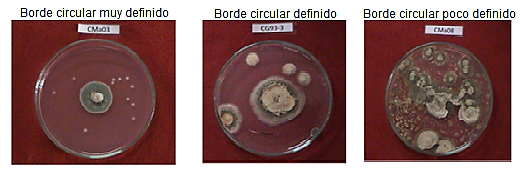 Borde circular muy definido
Borde circular definido
Borde circular poco definido
CMa03
CG93-3
CMa08